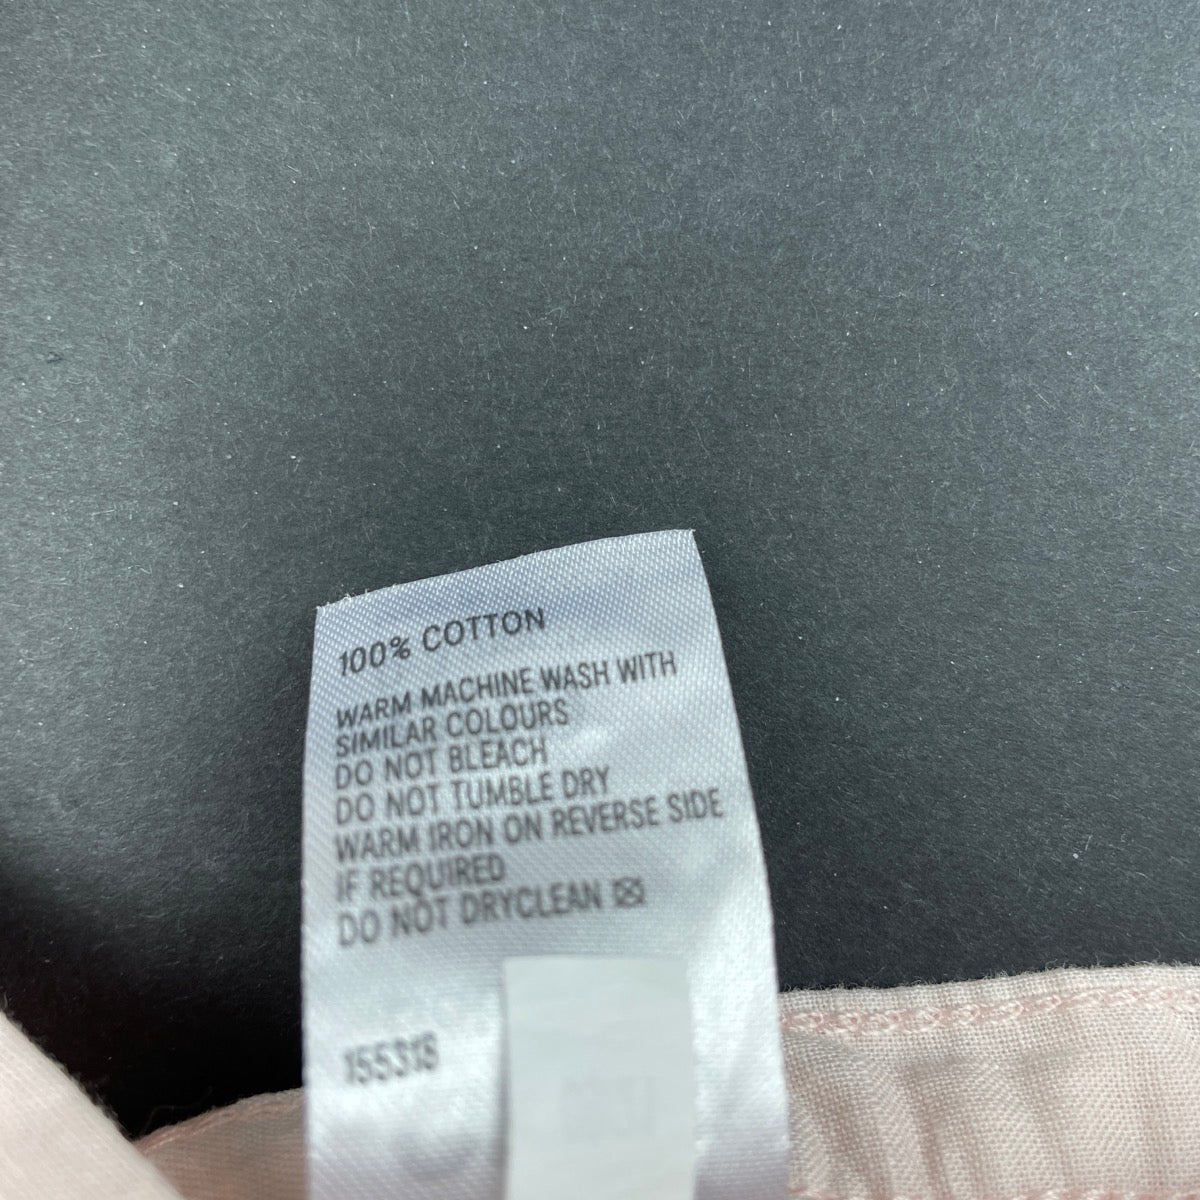 100% COTTON
WARM MACHINE WASH WITH
SIMILAR COLOURS
DO NOT BLEACH
DO NOT TUMBLE DRY
WARM IRON ON REVERSE SIDE
IF REQUIRED
DO NOT DRYCLEAN
155318